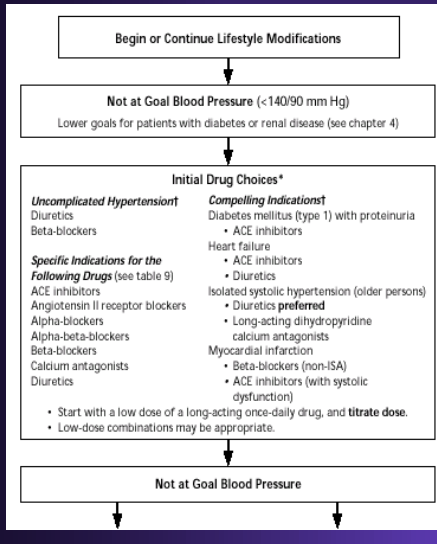 Begin or Continue Lifestyle Modifications
Not at Goal Blood Pressure (<140/90 mm Hg)
Lower goals for patients with diabetes or renal disease (see chapter 4)
Initial Drug Choices*
Uncomplicated Hypertension†
Diuretics
Beta-blockers
Specific Indications for the
Following Drugs (see table 9)
ACE inhibitors
Angiotensin II receptor blockers
Alpha-blockers
Alpha-beta-blockers
Beta-blockers
Calcium antagonists
Diuretics
Compelling Indications†
Diabetes mellitus (type 1) with proteinuria
• ACE inhibitors
Heart failure
• ACE inhibitors
• Diuretics
Isolated systolic hypertension (older persons)
• Diuretics preferred
• Long-acting dihydropyridine
calcium antagonists
Myocardial infarction
• Beta-blockers (non-ISA)
• ACE inhibitors (with systolic
dysfunction)
• Start with a low dose of a long-acting once-daily drug, and titrate dose.
• Low-dose combinations may be appropriate.
Not at Goal Blood Pressure